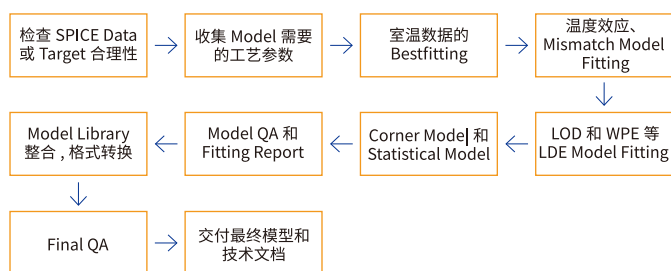 检查 SPICE Data
或 Target 合理性
收集 Model 需要
的工艺参数
室温数据的
Bestfitting
温度效应、
Mismatch Model
Fitting
LOD 和 WPE 等
LDE Model Fitting
Corner Model 和
Statistical Model
Model QA 和
Fitting Report
Model Library
整合 , 格式转换
Final QA
交付最终模型和
技术文档